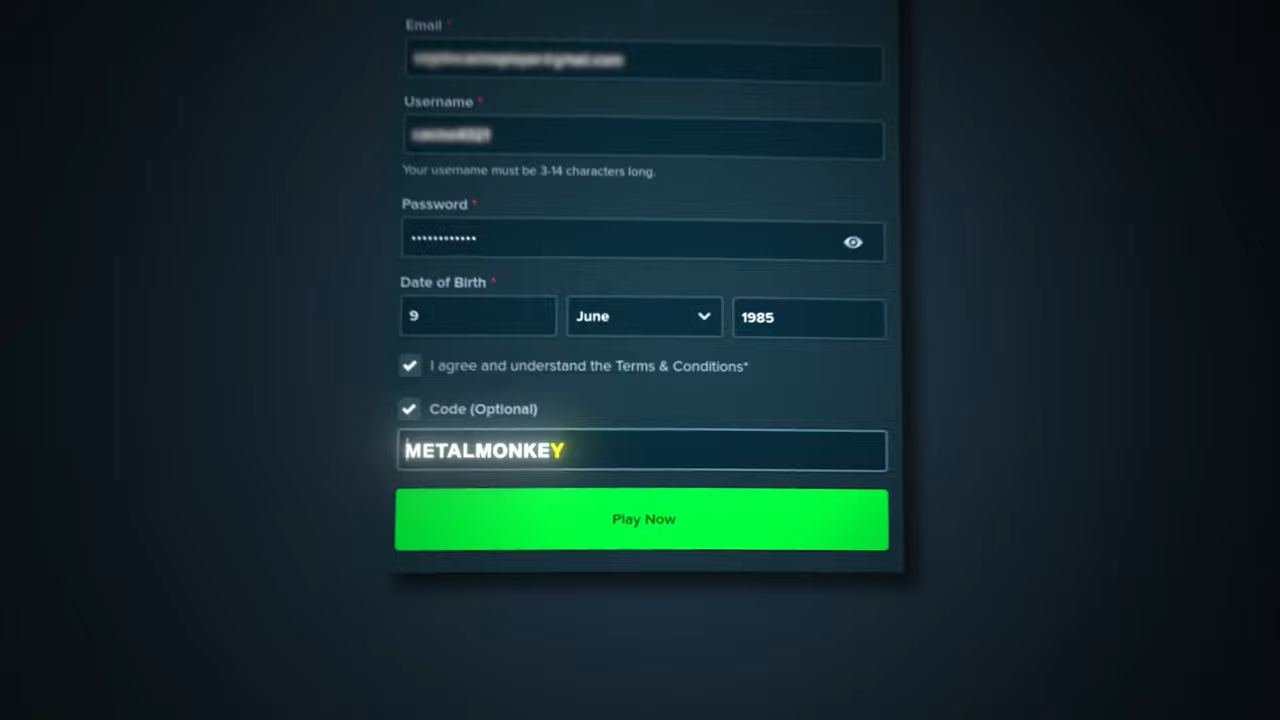 Email *
Username *
Your username must be 3-14 characters long.
Password *
••••••••••••
Date of Birth *
9 June 1985
I agree and understand the Terms & Conditions*
Code (Optional)
METALMONKEY
Play Now